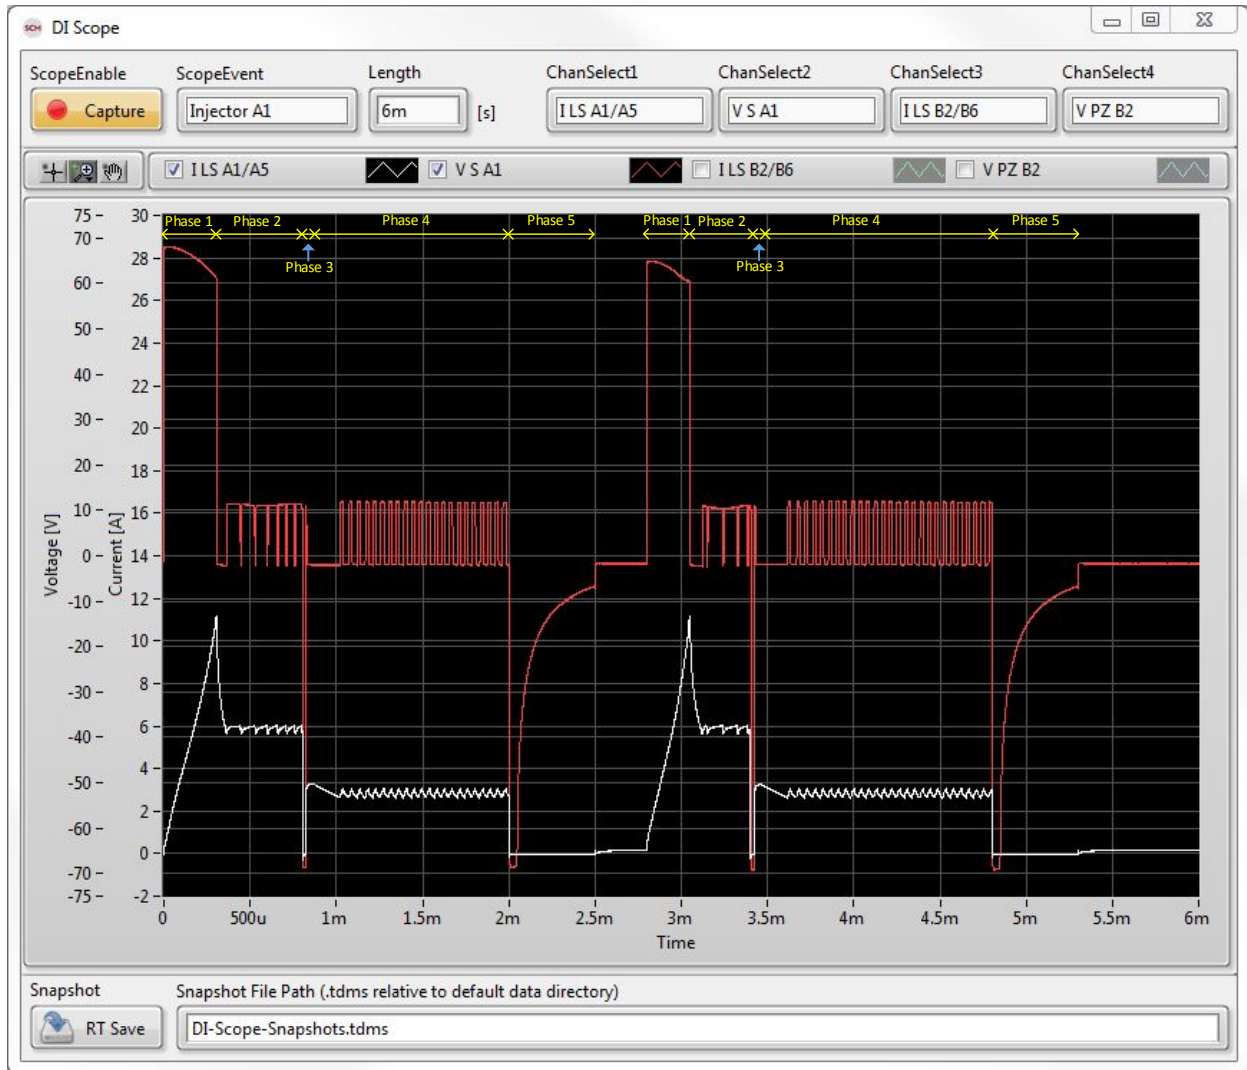 SCM DI Scope
ScopeEnable ScopeEvent Length ChanSelect1 ChanSelect2 ChanSelect3 ChanSelect4
Capture Injector A1 6m [s] I LS A1/A5 V S A1 I LS B2/B6 V PZ B2
I LS A1/A5 V S A1 I LS B2/B6 V PZ B2
75 30 Phase 1 Phase 2 Phase 4 Phase 5 Phase 1 Phase 2 Phase 4 Phase 5
70 28 Phase 3 Phase 3
60 26
50 24
40 22
30 20
20 18
10 16
0 14
-10 12
-20 10
-30 8
-40 6
-50 4
-60 2
-70 0
-75 -2
Voltage [V]
Current [A]
0 500u 1m 1.5m 2m 2.5m 3m 3.5m 4m 4.5m 5m 5.5m 6m
Time
Snapshot Snapshot File Path (.tdms relative to default data directory)
RT Save DI-Scope-Snapshots.tdms